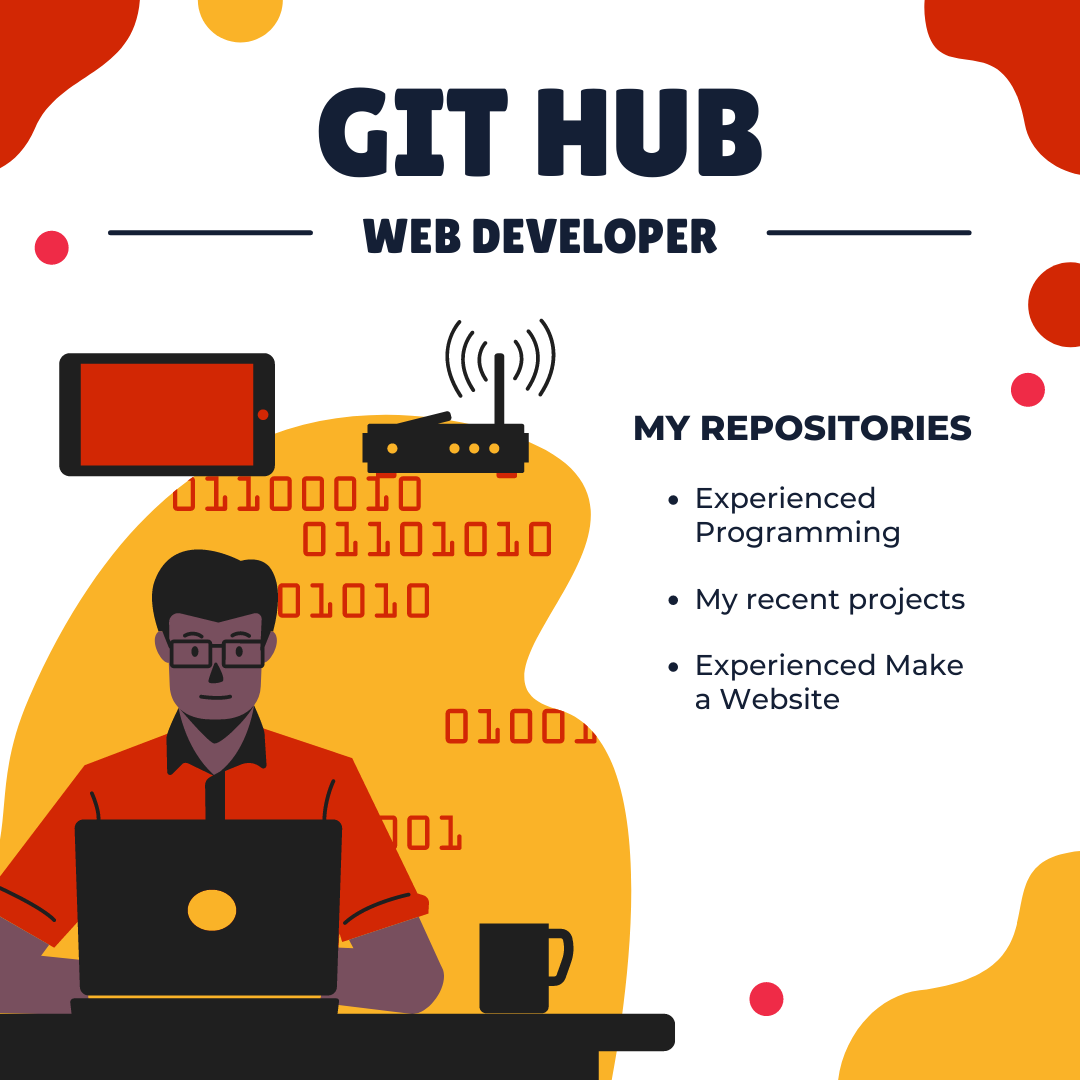 GIT HUB
WEB DEVELOPER
MY REPOSITORIES
• Experienced
Programming
• My recent projects
• Experienced Make
a Website
01100010
01101010
01010
01001
001